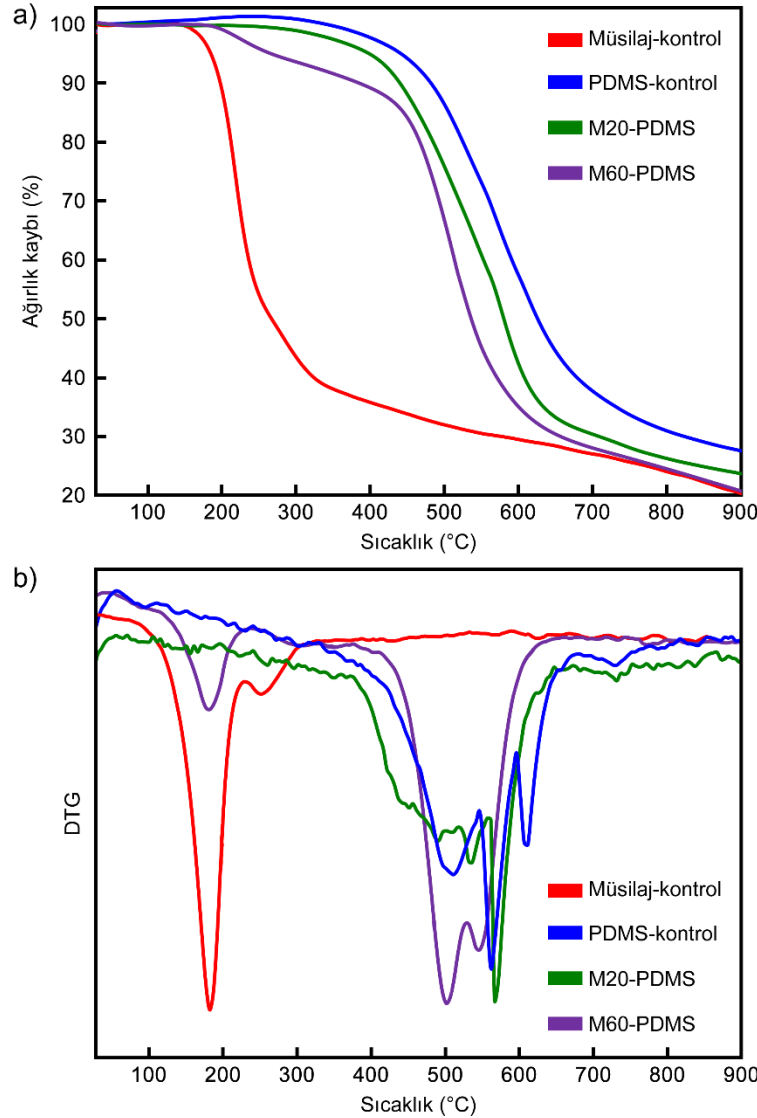 a)
100
90
80
70
60
50
40
30
20
Ağırlık kaybı (%)
Müsilaj-kontrol
PDMS-kontrol
M20-PDMS
M60-PDMS
100 200 300 400 500 600 700 800 900
Sıcaklık (°C)
b)
DTG
Müsilaj-kontrol
PDMS-kontrol
M20-PDMS
M60-PDMS
100 200 300 400 500 600 700 800 900
Sıcaklık (°C)